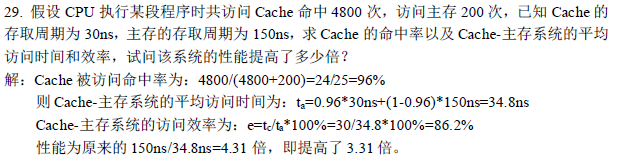 29. 假设 CPU 执行某段程序时共访问 Cache 命中 4800 次，访问主存 200 次，已知 Cache 的
存取周期为 30ns，主存的存取周期为 150ns，求 Cache 的命中率以及 Cache-主存系统的平均
访问时间和效率，试问该系统的性能提高了多少倍？
解：Cache 被访问命中率为：4800/(4800+200)=24/25=96%
则 Cache-主存系统的平均访问时间为：ta=0.96*30ns+(1-0.96)*150ns=34.8ns
Cache-主存系统的访问效率为：e=tc/ta*100%=30/34.8*100%=86.2%
性能为原来的 150ns/34.8ns=4.31 倍，即提高了 3.31 倍。